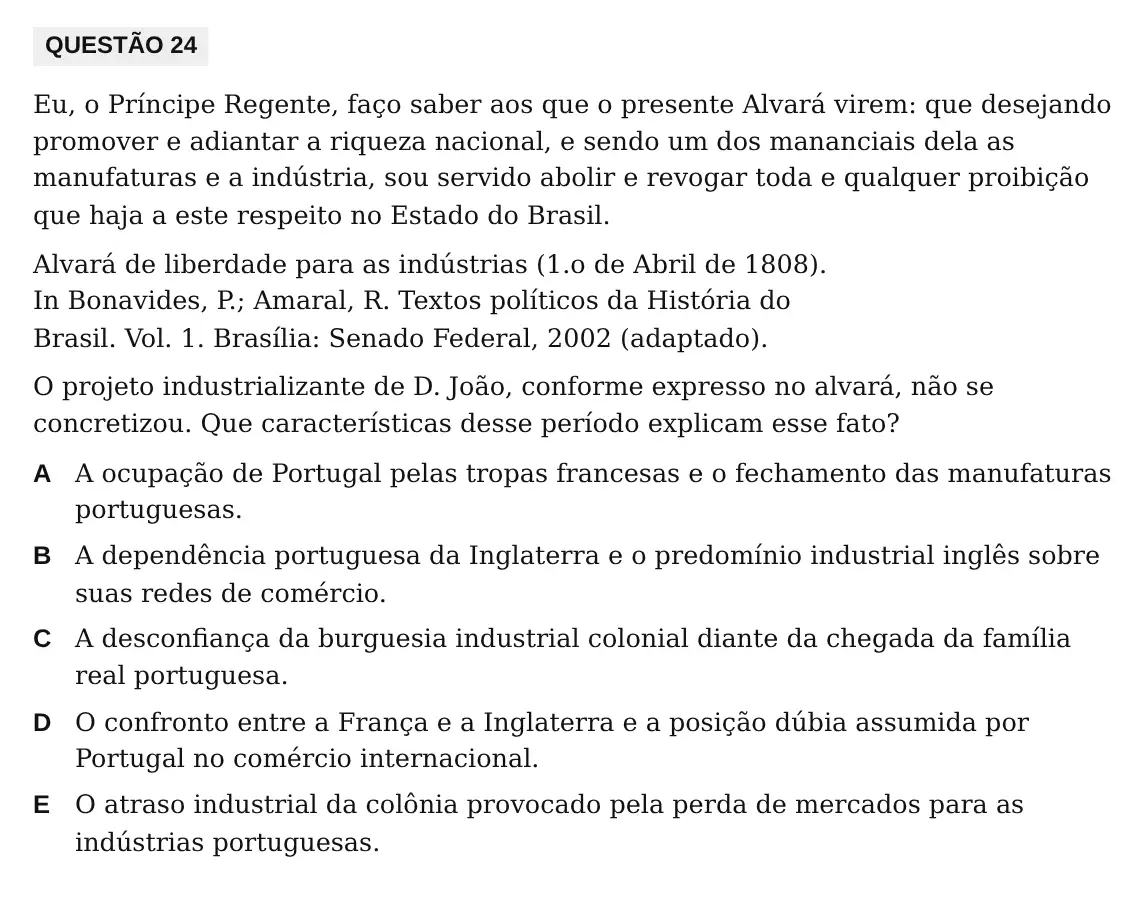 QUESTÃO 24
Eu, o Príncipe Regente, faço saber aos que o presente Alvará virem: que desejando
promover e adiantar a riqueza nacional, e sendo um dos mananciais dela as
manufaturas e a indústria, sou servido abolir e revogar toda e qualquer proibição
que haja a este respeito no Estado do Brasil.
Alvará de liberdade para as indústrias (1.o de Abril de 1808).
In Bonavides, P.; Amaral, R. Textos políticos da História do
Brasil. Vol. 1. Brasília: Senado Federal, 2002 (adaptado).
O projeto industrializante de D. João, conforme expresso no alvará, não se
concretizou. Que características desse período explicam esse fato?
A A ocupação de Portugal pelas tropas francesas e o fechamento das manufaturas
portuguesas.
B A dependência portuguesa da Inglaterra e o predomínio industrial inglês sobre
suas redes de comércio.
C A desconfiança da burguesia industrial colonial diante da chegada da família
real portuguesa.
D O confronto entre a França e a Inglaterra e a posição dúbia assumida por
Portugal no comércio internacional.
E O atraso industrial da colônia provocado pela perda de mercados para as
indústrias portuguesas.